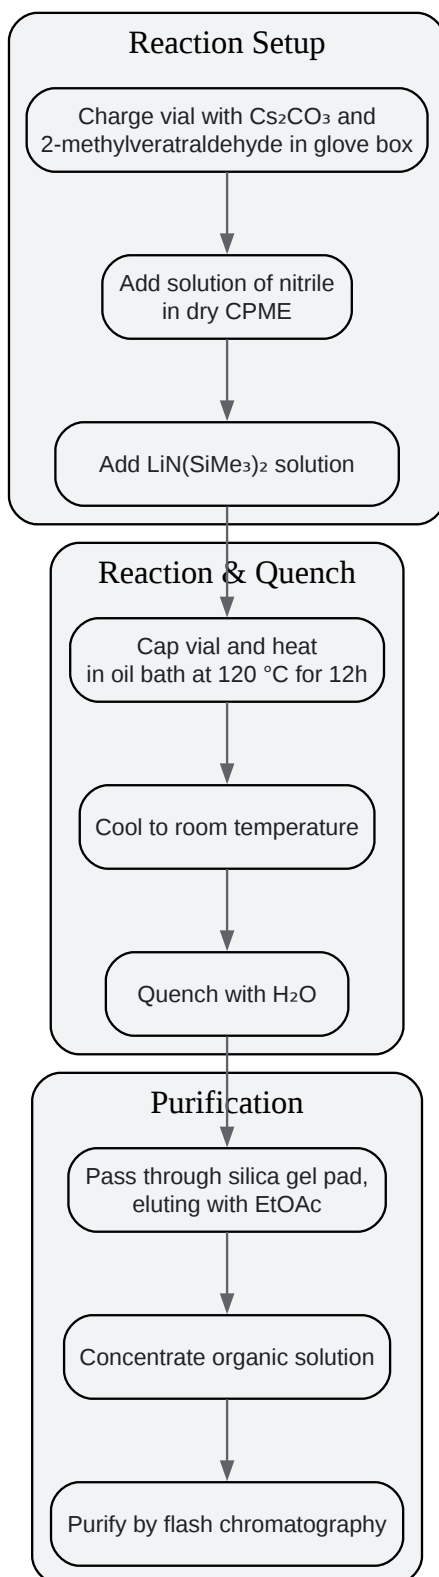 Reaction Setup
Charge vial with Cs₂CO₃ and
2-methylveratraldehyde in glove box
Add solution of nitrile
in dry CPME
Add LiN(SiMe₃)₂ solution
Reaction & Quench
Cap vial and heat
in oil bath at 120 °C for 12h
Cool to room temperature
Quench with H₂O
Purification
Pass through silica gel pad,
eluting with EtOAc
Concentrate organic solution
Purify by flash chromatography